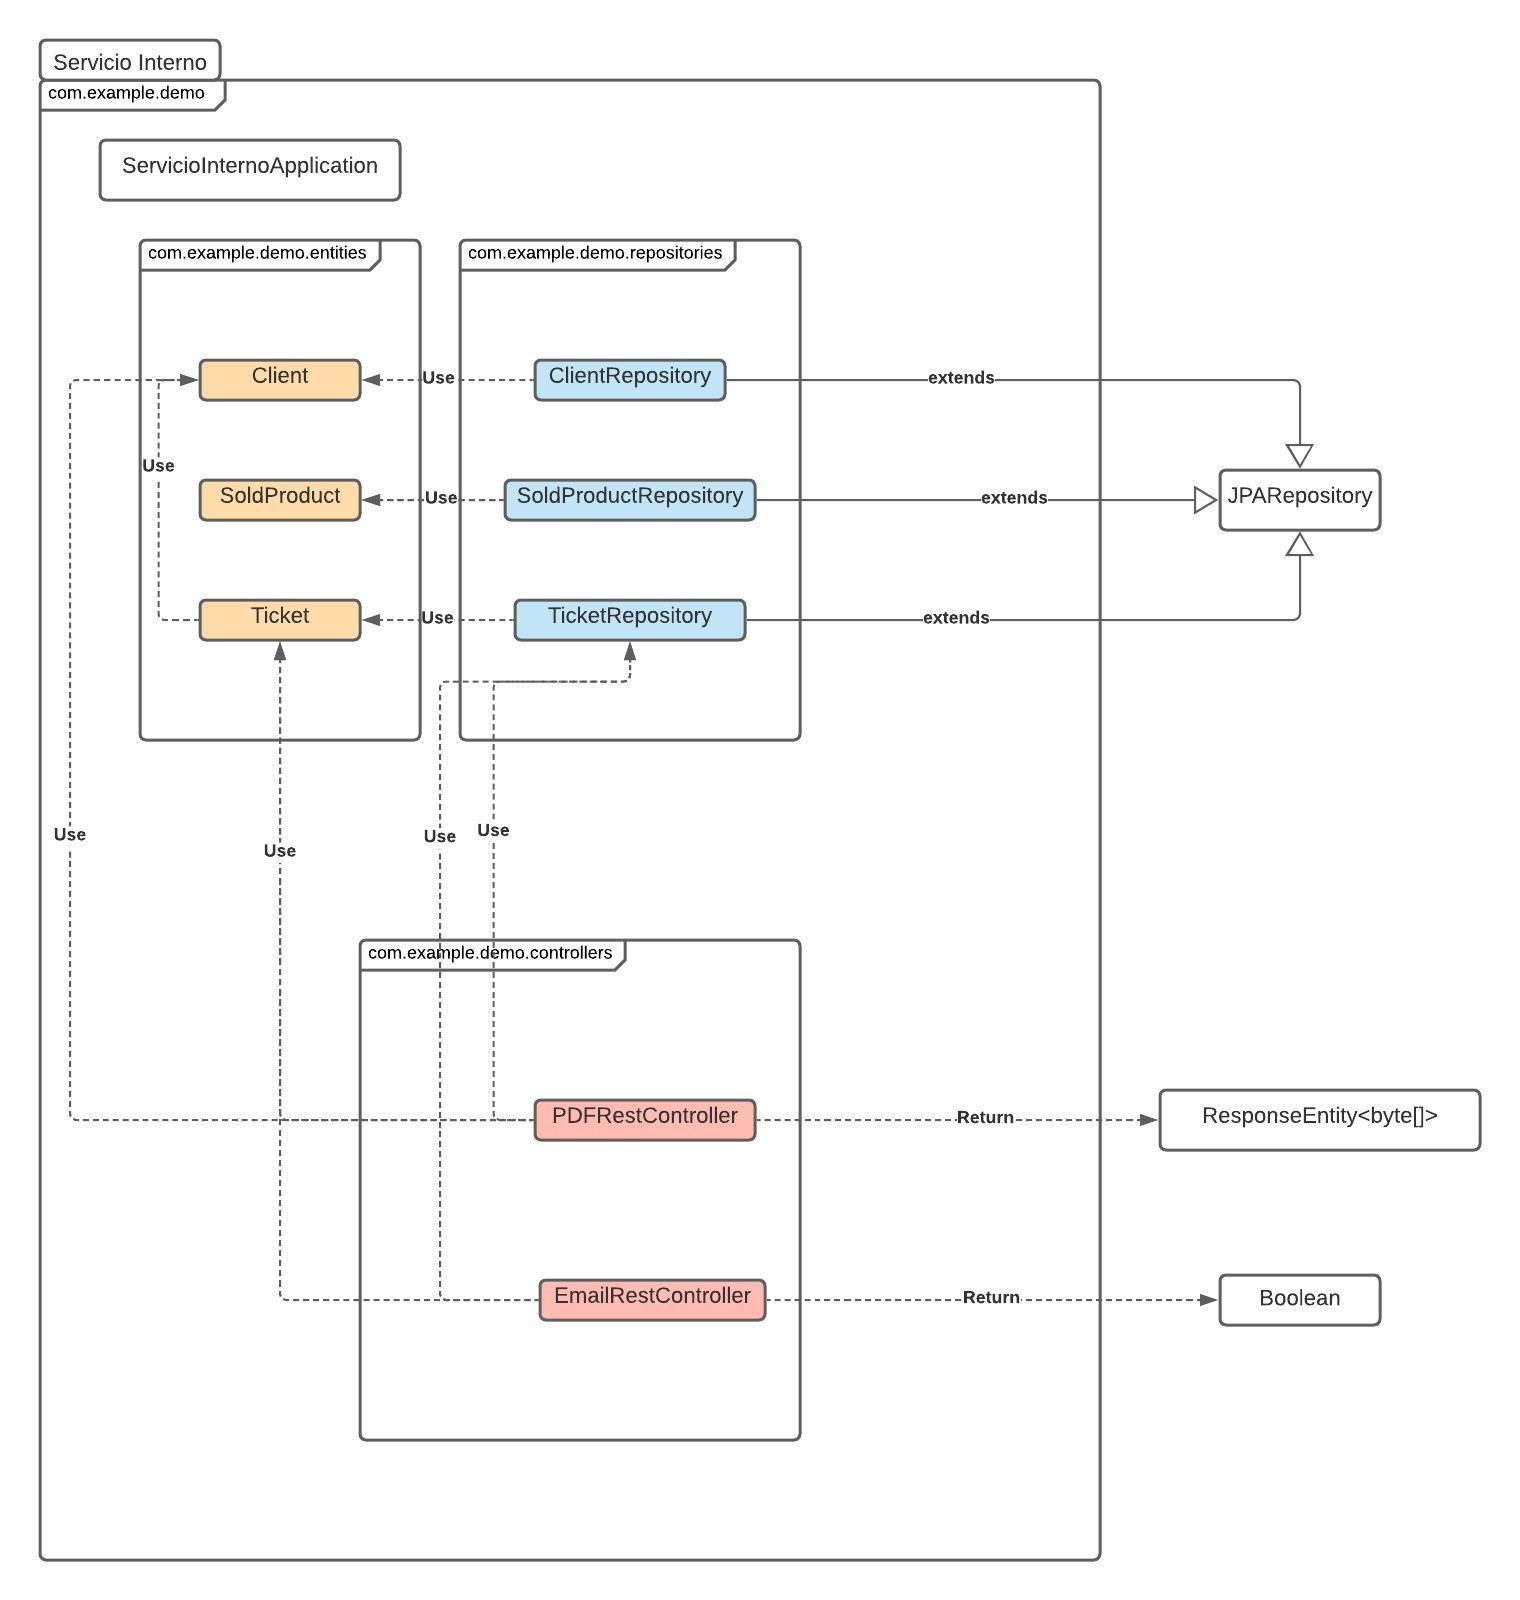 Servicio Interno
com.example.demo
ServicioInternoApplication
com.example.demo.entities
com.example.demo.repositories
Client
Use
ClientRepository
extends
Use
SoldProduct
Use
SoldProductRepository
extends
JPARepository
Ticket
Use
TicketRepository
extends
Use
Use
Use
Use
com.example.demo.controllers
PDFRestController
Return
ResponseEntity<byte[]>
EmailRestController
Return
Boolean